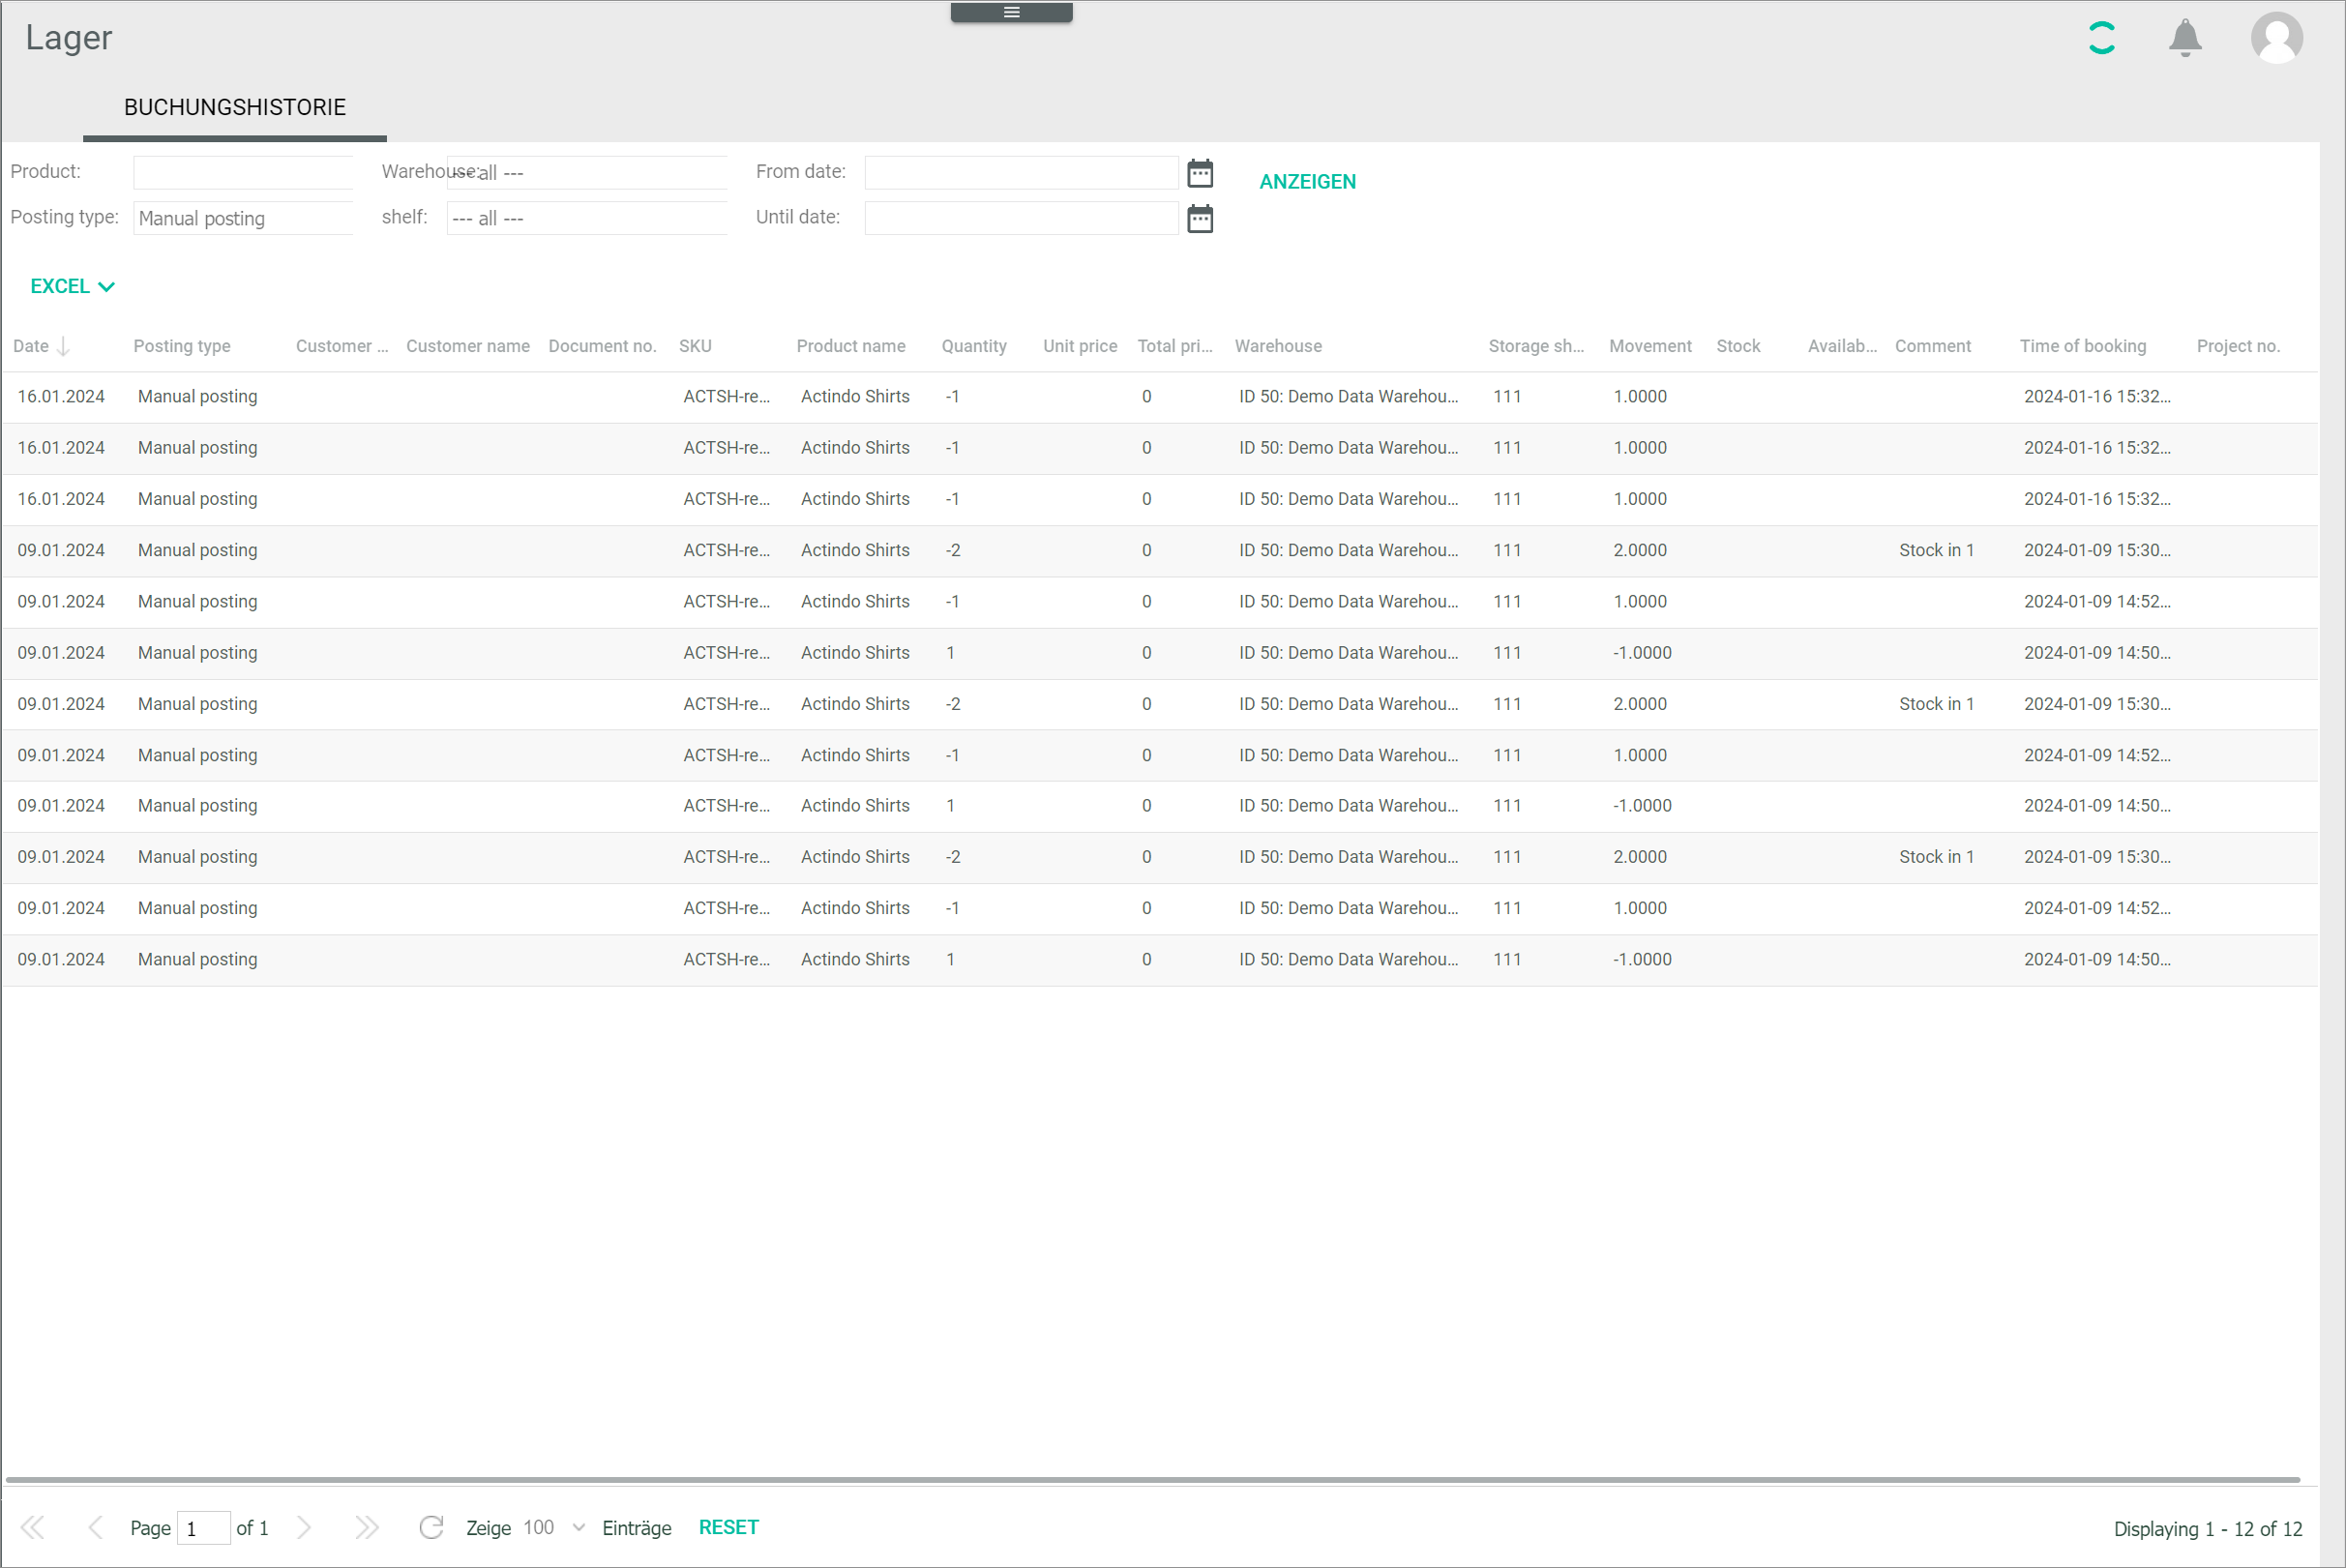 Lager
BUCHUNGSHISTORIE
Product: Warehouse: --- all --- From date: ANZEIGEN
Posting type: Manual posting shelf: --- all --- Until date:
EXCEL
Date Posting type Customer ... Customer name Document no. SKU Product name Quantity Unit price Total pri... Warehouse Storage sh... Movement Stock Availab... Comment Time of booking Project no.
16.01.2024 Manual posting ACTSH-re... Actindo Shirts -1 0 ID 50: Demo Data Warehou... 111 1.0000 2024-01-16 15:32...
16.01.2024 Manual posting ACTSH-re... Actindo Shirts -1 0 ID 50: Demo Data Warehou... 111 1.0000 2024-01-16 15:32...
16.01.2024 Manual posting ACTSH-re... Actindo Shirts -1 0 ID 50: Demo Data Warehou... 111 1.0000 2024-01-16 15:32...
09.01.2024 Manual posting ACTSH-re... Actindo Shirts -2 0 ID 50: Demo Data Warehou... 111 2.0000 Stock in 1 2024-01-09 15:30...
09.01.2024 Manual posting ACTSH-re... Actindo Shirts -1 0 ID 50: Demo Data Warehou... 111 1.0000 2024-01-09 14:52...
09.01.2024 Manual posting ACTSH-re... Actindo Shirts 1 0 ID 50: Demo Data Warehou... 111 -1.0000 2024-01-09 14:50...
09.01.2024 Manual posting ACTSH-re... Actindo Shirts -2 0 ID 50: Demo Data Warehou... 111 2.0000 Stock in 1 2024-01-09 15:30...
09.01.2024 Manual posting ACTSH-re... Actindo Shirts -1 0 ID 50: Demo Data Warehou... 111 1.0000 2024-01-09 14:52...
09.01.2024 Manual posting ACTSH-re... Actindo Shirts 1 0 ID 50: Demo Data Warehou... 111 -1.0000 2024-01-09 14:50...
09.01.2024 Manual posting ACTSH-re... Actindo Shirts -2 0 ID 50: Demo Data Warehou... 111 2.0000 Stock in 1 2024-01-09 15:30...
09.01.2024 Manual posting ACTSH-re... Actindo Shirts -1 0 ID 50: Demo Data Warehou... 111 1.0000 2024-01-09 14:52...
09.01.2024 Manual posting ACTSH-re... Actindo Shirts 1 0 ID 50: Demo Data Warehou... 111 -1.0000 2024-01-09 14:50...
Page 1 of 1 Zeige 100 Einträge RESET Displaying 1 - 12 of 12